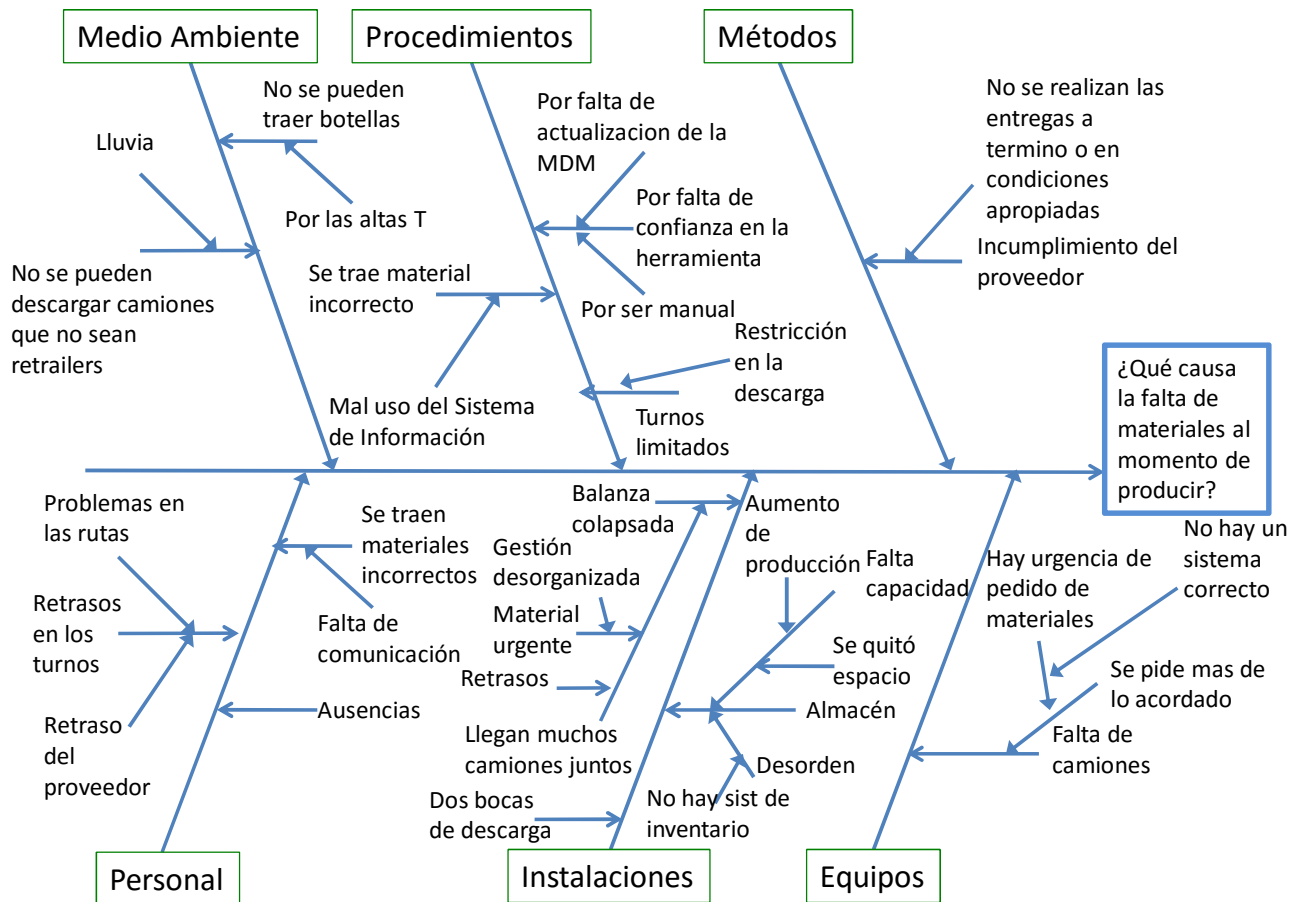 Medio Ambiente
Procedimientos
Métodos
No se pueden
traer botellas
Lluvia
Por las altas T
No se pueden
descargar camiones
que no sean
retrailers
Por falta de
actualizacion de la
MDM
Por falta de
confianza en la
herramienta
Por ser manual
Se trae material
incorrecto
Mal uso del Sistema
de Información
Restricción
en la
descarga
Turnos
limitados
No se realizan las
entregas a
termino o en
condiciones
apropiadas
Incumplimiento del
proveedor
¿Qué causa
la falta de
materiales al
momento de
producir?
Problemas en
las rutas
Se traen
materiales
incorrectos
Retrasos
en los
turnos
Falta de
comunicación
Ausencias
Retraso
del
proveedor
Balanza
colapsada
Gestión
desorganizada
Material
urgente
Retrasos
Llegan muchos
camiones juntos
Dos bocas
de descarga
Aumento
de
producción
Falta
capacidad
Se quitó
espacio
Almacén
Desorden
No hay sist de
inventario
Hay urgencia de
pedido de
materiales
No hay un
sistema
correcto
Se pide mas de
lo acordado
Falta de
camiones
Personal
Instalaciones
Equipos